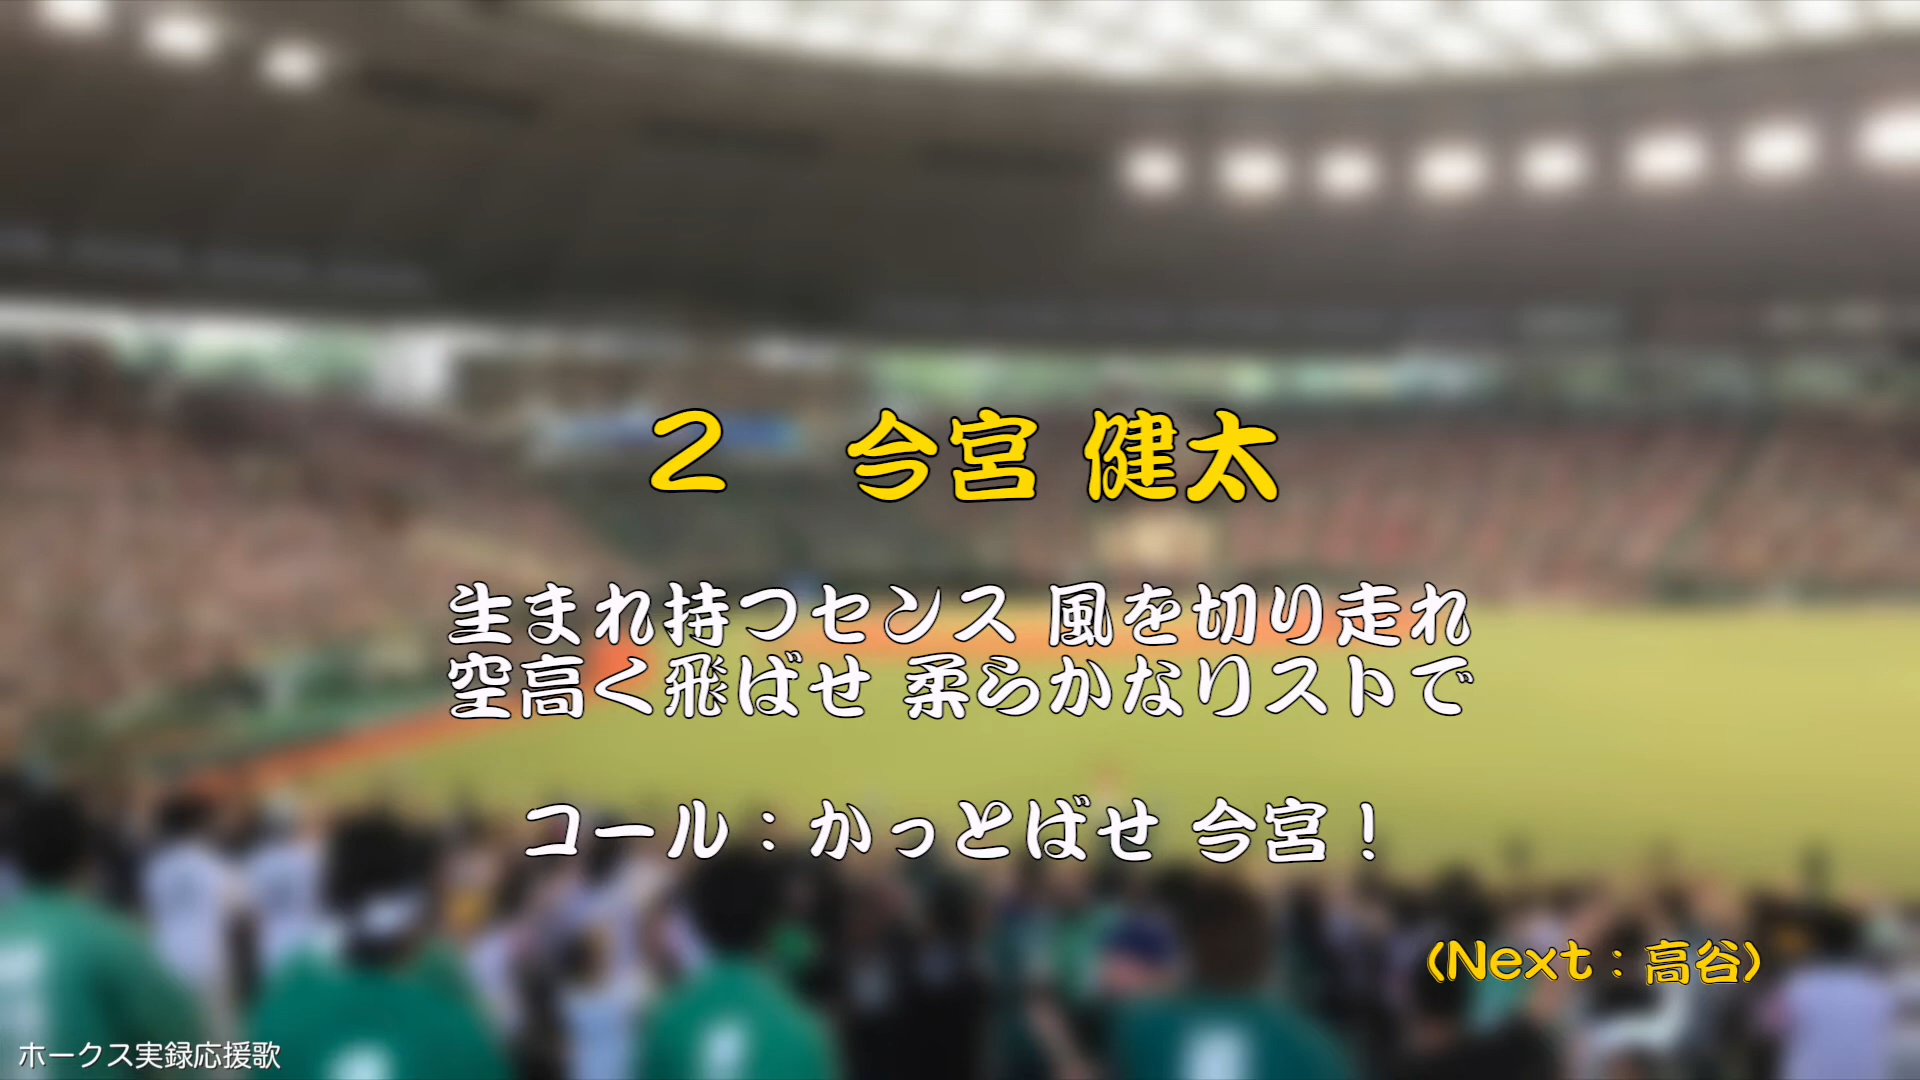 ２　今宮 健太
生まれ持つセンス 風を切り走れ
空高く飛ばせ 柔らかなリストで
コール：かっとばせ 今宮！
(Next：高谷)
ホークス実録応援歌